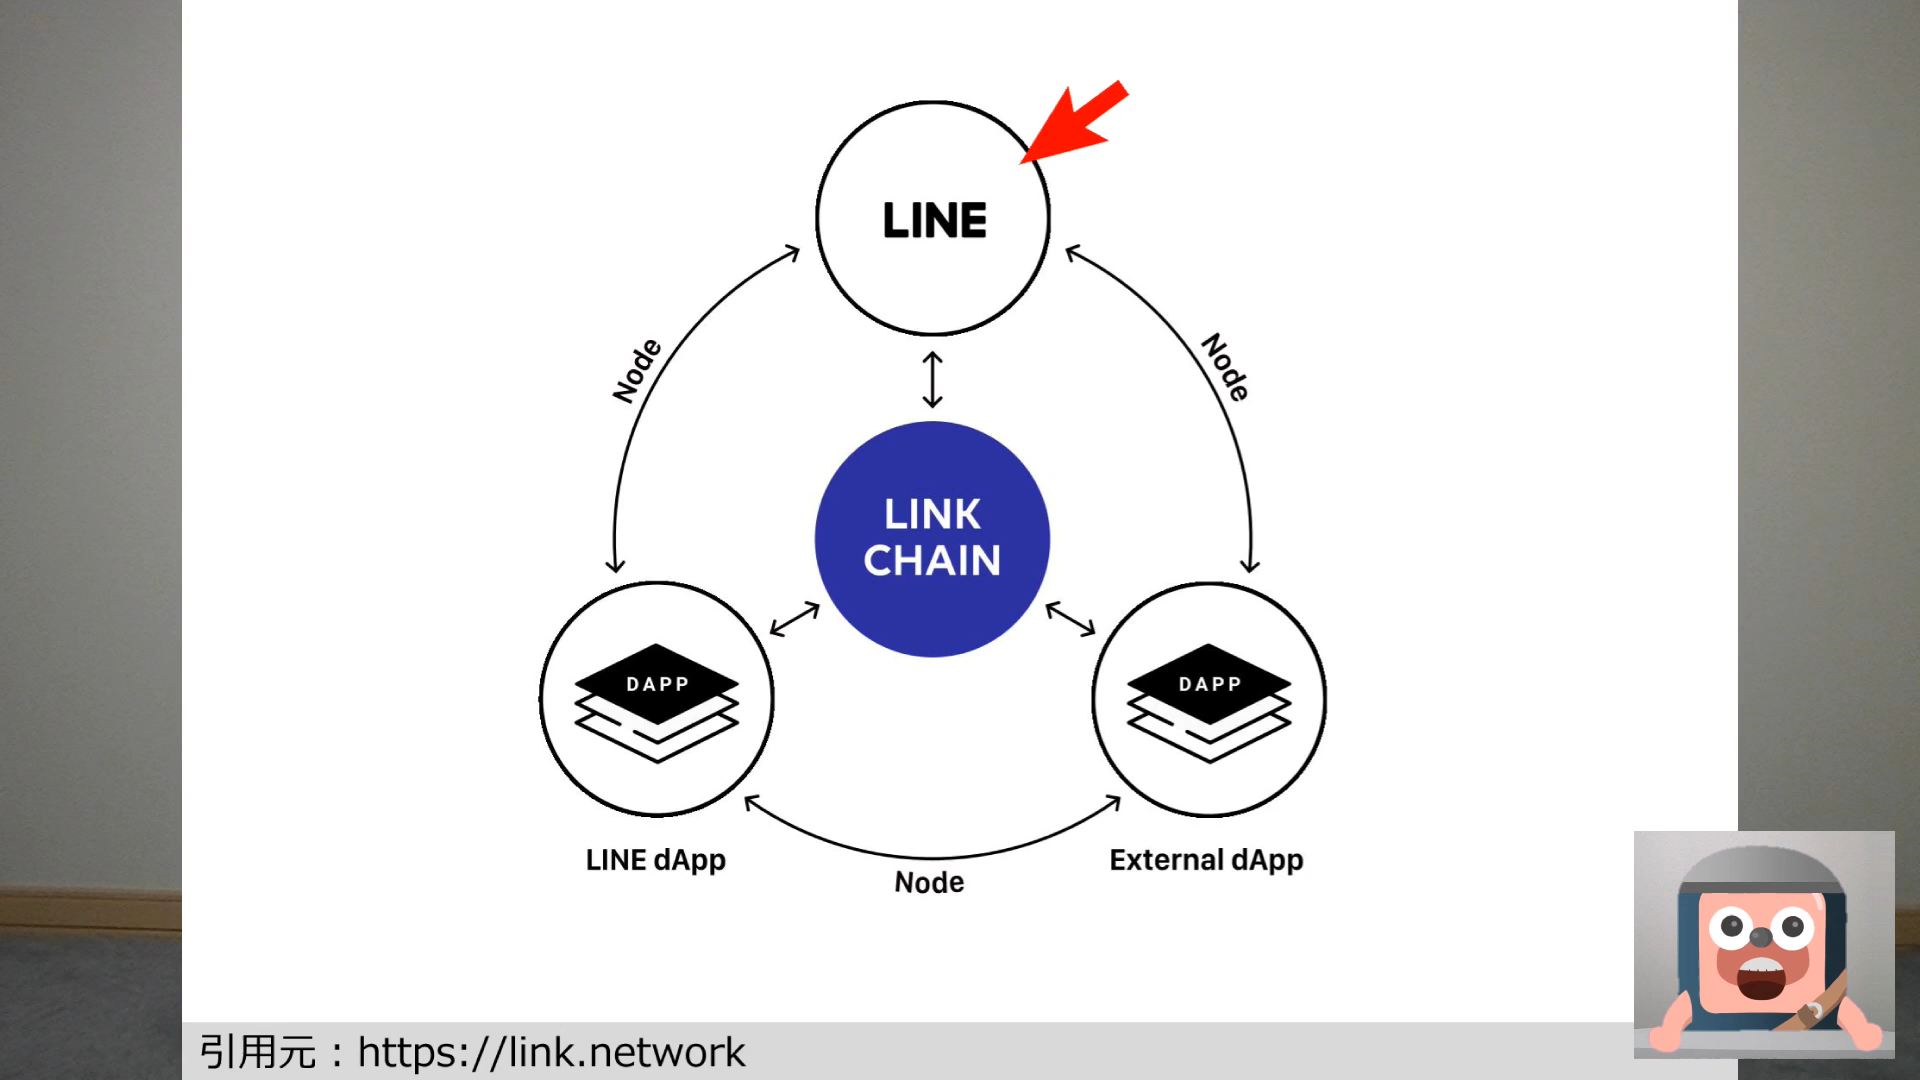 LINE
Node
Node
LINK
CHAIN
DAPP
DAPP
LINE dApp
External dApp
Node
引用元：https://link.network